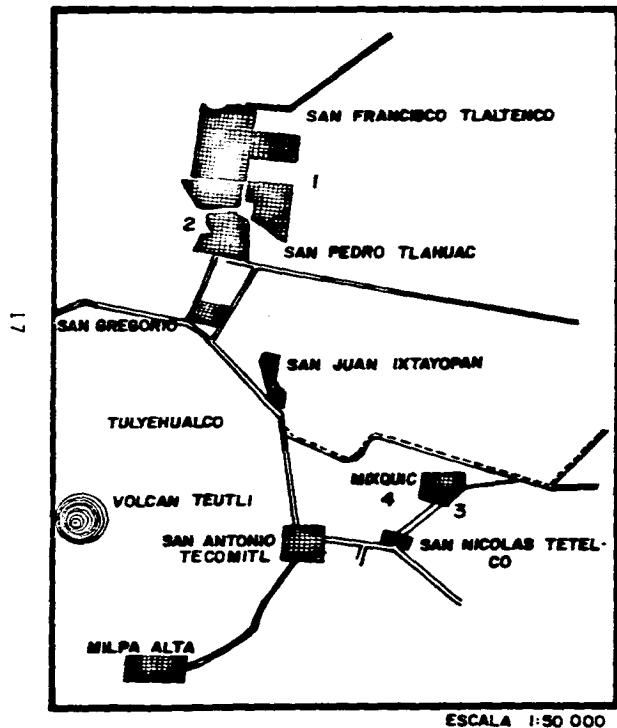 SAN FRANCISCO TLALTENCO
1
2
SAN PEDRO TLAHUAC
17
SAN GREGORIO
SAN JUAN IXTAYOPAN
TULYEHUALCO
MIXQUIC
4
3
VOLCAN TEUTLI
SAN ANTONIO
TECOMITL
SAN NICOLAS TETEL-
CO
MILPA ALTA
ESCALA 1:50 000